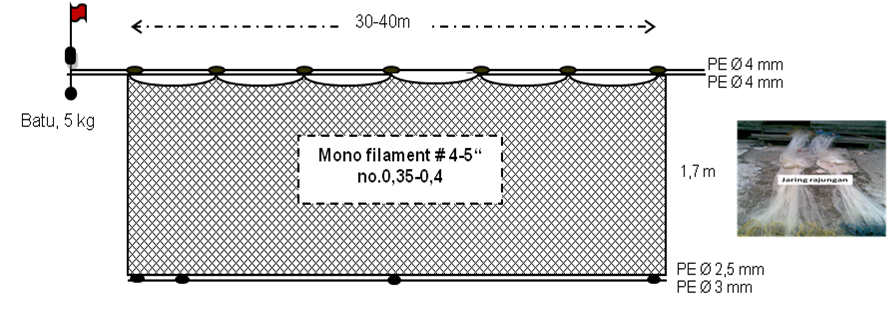 30-40m
PE Ø 4 mm
PE Ø 4 mm
Batu, 5 kg
Mono filament # 4-5“
no.0,35-0,4
1,7 m
Jaring rajungan
PE Ø 2,5 mm
PE Ø 3 mm